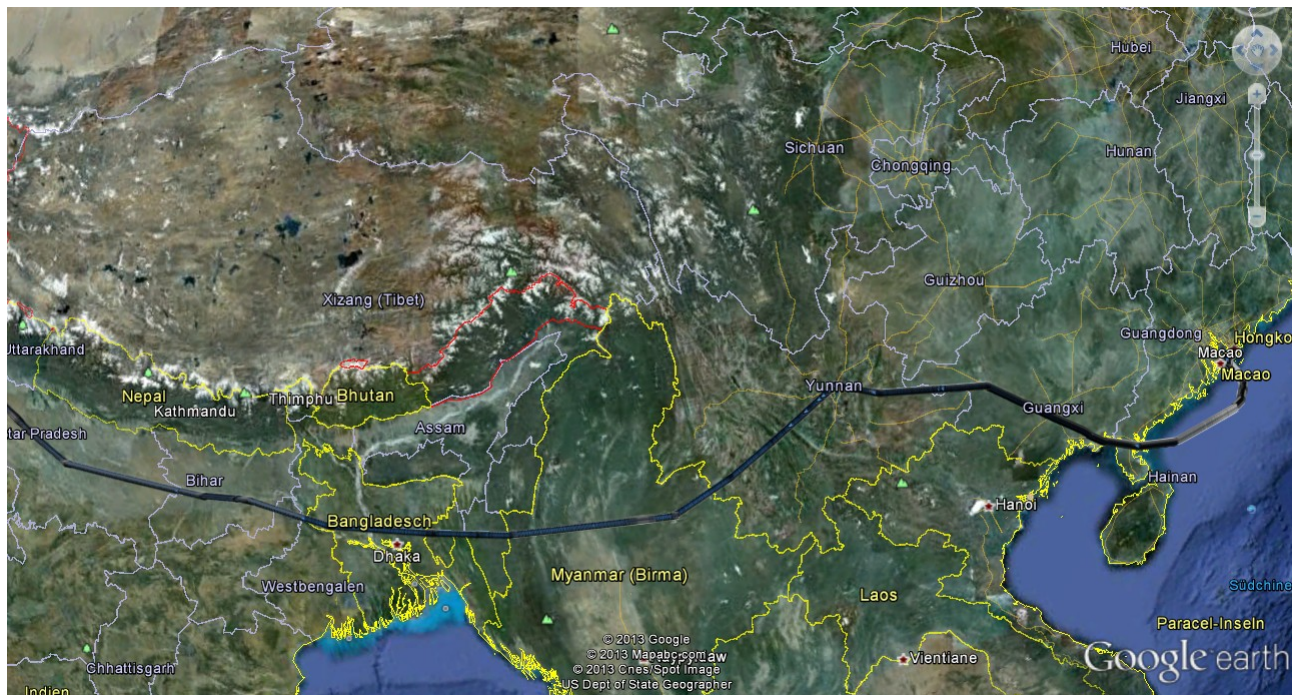 Hubei
Jiangxi
Sichuan
Chongqing
Hunan
Guizhou
Xizang (Tibet)
Uttarakhand
Guangdong
Hongko
Macao
Macao
Nepal
Kathmandu
Thimphu
Bhutan
Yunnan
Guangxi
tar Pradesh
Assam
Bihar
Hainan
Hanoi
Bangladesch
Dhaka
Westbengalen
Myanmar (Birma)
Laos
Südchine
Paracel-Inseln
© 2013 Google
© 2013 Mapabc.com
© 2013 Cnes/Spot Image
US Dept of State Geographer
Vientiane
Google earth
Chhattisgarh
Indien